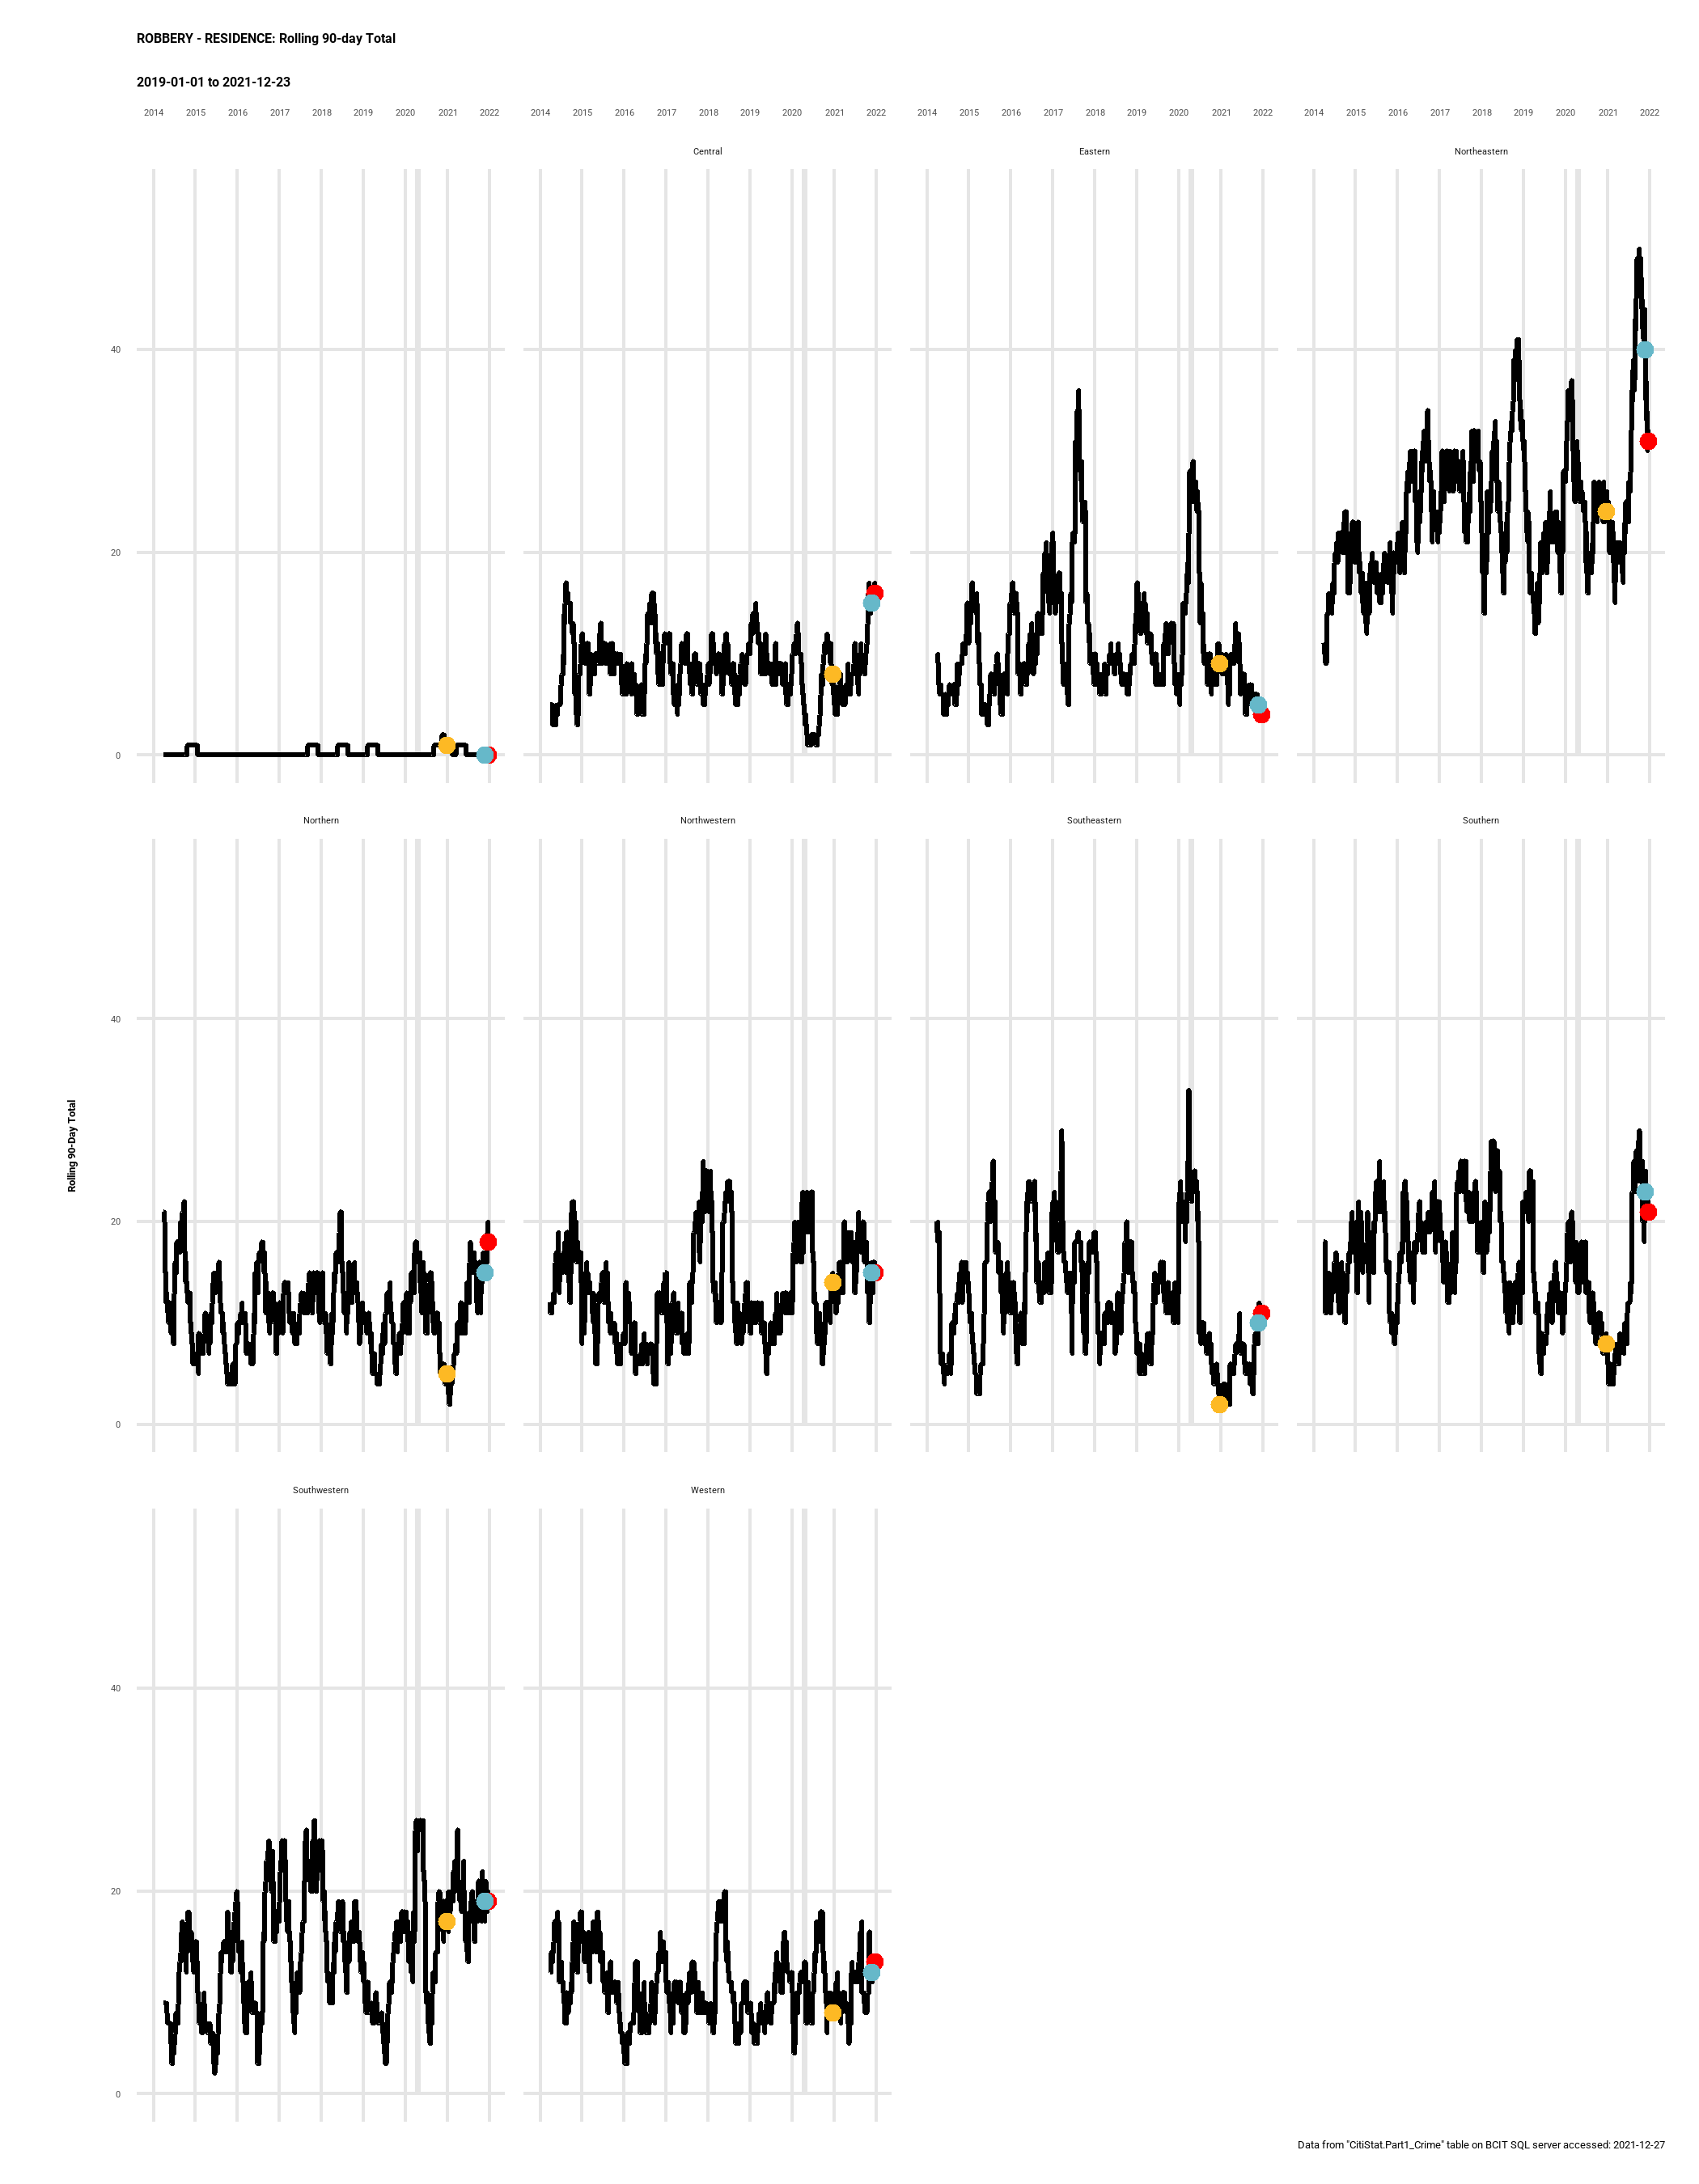 ROBBERY - RESIDENCE: Rolling 90-day Total
2019-01-01 to 2021-12-23
2014 2015 2016 2017 2018 2019 2020 2021 2022 2014 2015 2016 2017 2018 2019 2020 2021 2022 2014 2015 2016 2017 2018 2019 2020 2021 2022 2014 2015 2016 2017 2018 2019 2020 2021 2022
Central Eastern Northeastern
40
20
0
Northern Northwestern Southeastern Southern
40
Rolling 90-Day Total
20
0
Southwestern Western
40
20
0
Data from "CitiStat.Part1_Crime" table on BCIT SQL server accessed: 2021-12-27